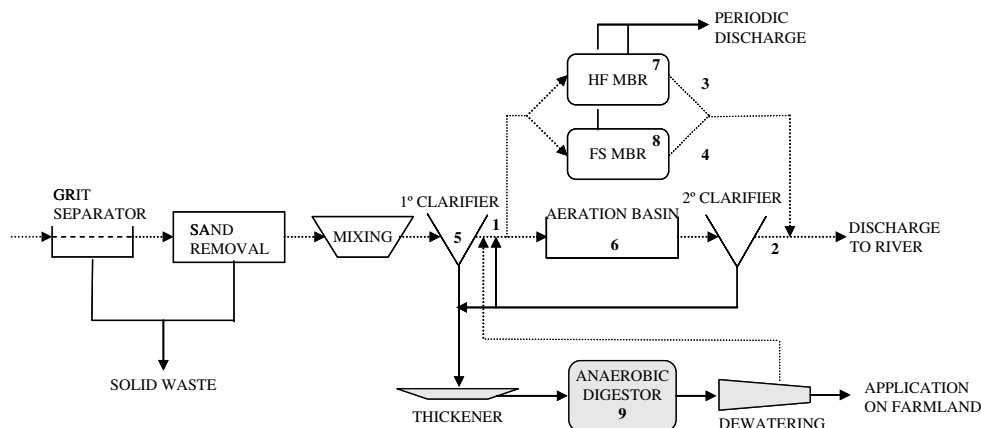 PERIODIC
DISCHARGE
7
HF MBR
3
8
FS MBR
4
GRIT
SEPARATOR
SAND
REMOVAL
MIXING
1º CLARIFIER
5
1
AERATION BASIN
6
2º CLARIFIER
2
DISCHARGE
TO RIVER
SOLID WASTE
THICKENER
ANAEROBIC
DIGESTOR
9
DEWATERING
APPLICATION
ON FARMLAND